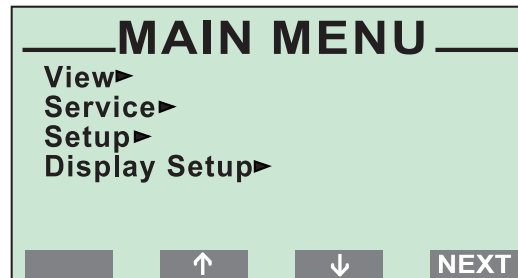 MAIN MENU
View►
Service►
Setup►
Display Setup►
↑ ↓ NEXT